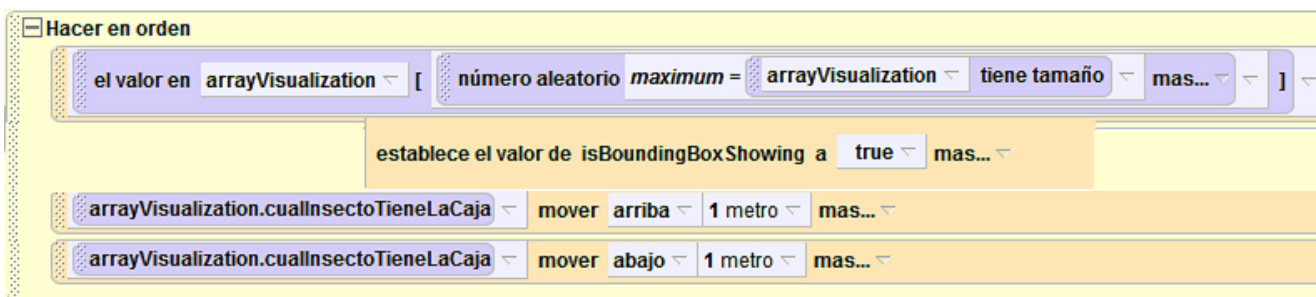 Hacer en orden
el valor en arrayVisualization [ número aleatorio maximum = arrayVisualization tiene tamaño mas... ]
establece el valor de isBoundingBoxShowing a true mas...
arrayVisualization.cualInsectoTieneLaCaja mover arriba 1 metro mas...
arrayVisualization.cualInsectoTieneLaCaja mover abajo 1 metro mas...